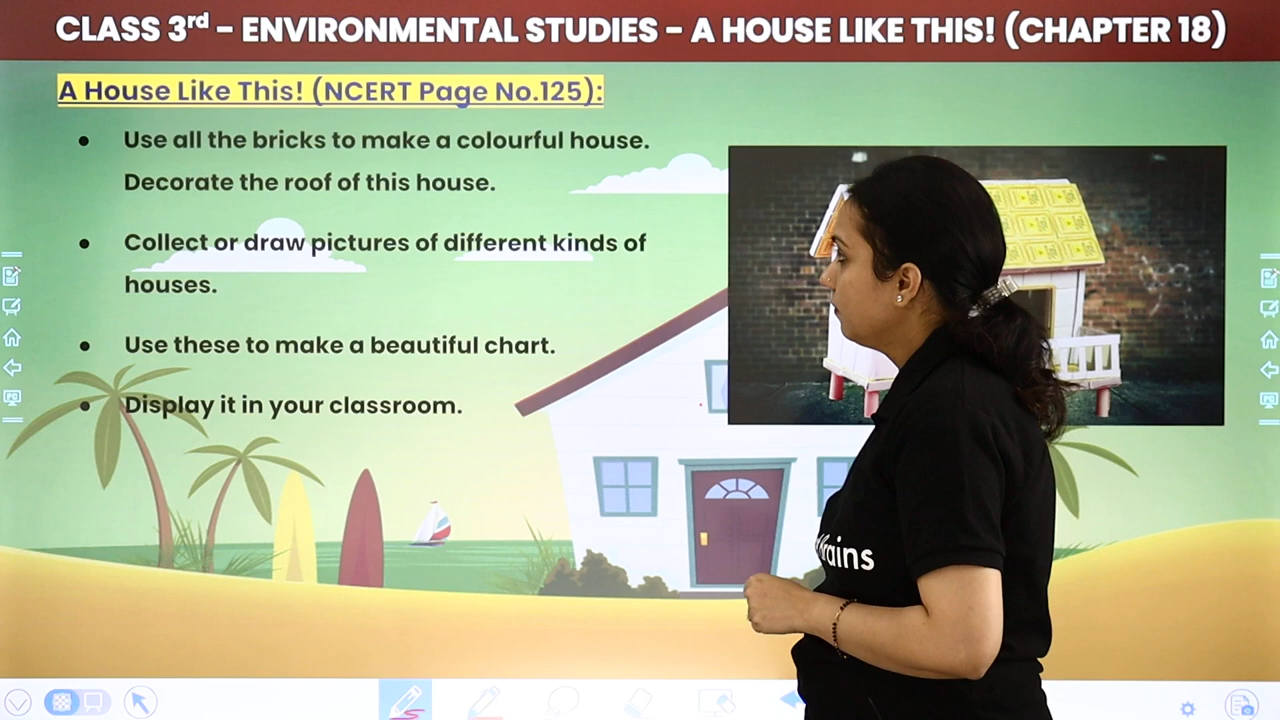 CLASS 3rd - ENVIRONMENTAL STUDIES - A HOUSE LIKE THIS! (CHAPTER 18)
A House Like This! (NCERT Page No.125):
● Use all the bricks to make a colourful house.
Decorate the roof of this house.
● Collect or draw pictures of different kinds of
houses.
● Use these to make a beautiful chart.
● Display it in your classroom.
rains